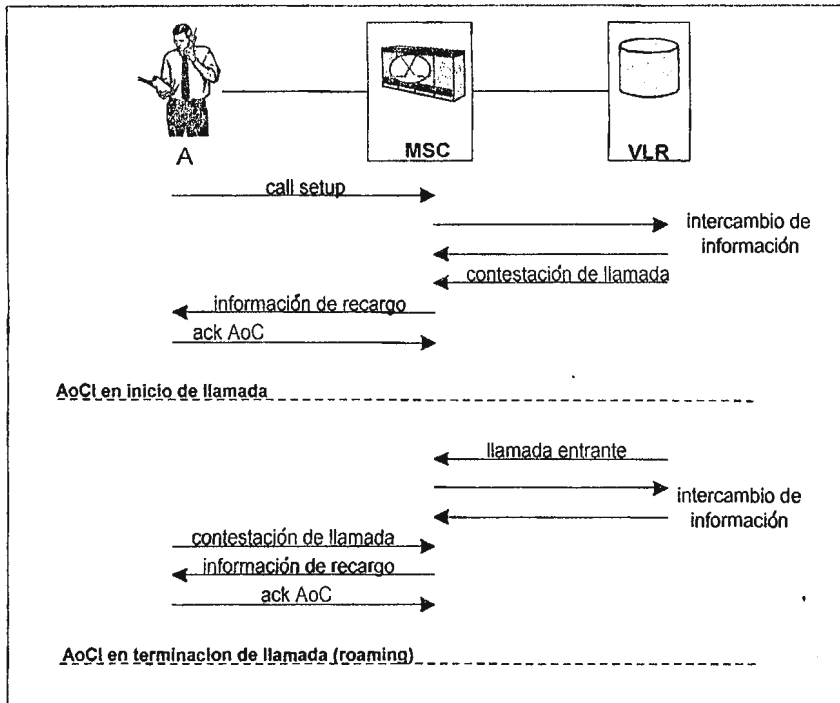 A
MSC
VLR
call setup
intercambio de
información
contestación de llamada
información de recargo
ack AoC
AoCI en inicio de llamada
llamada entrante
intercambio de
información
contestación de llamada
información de recargo
ack AoC
AoCI en terminacion de llamada (roaming)